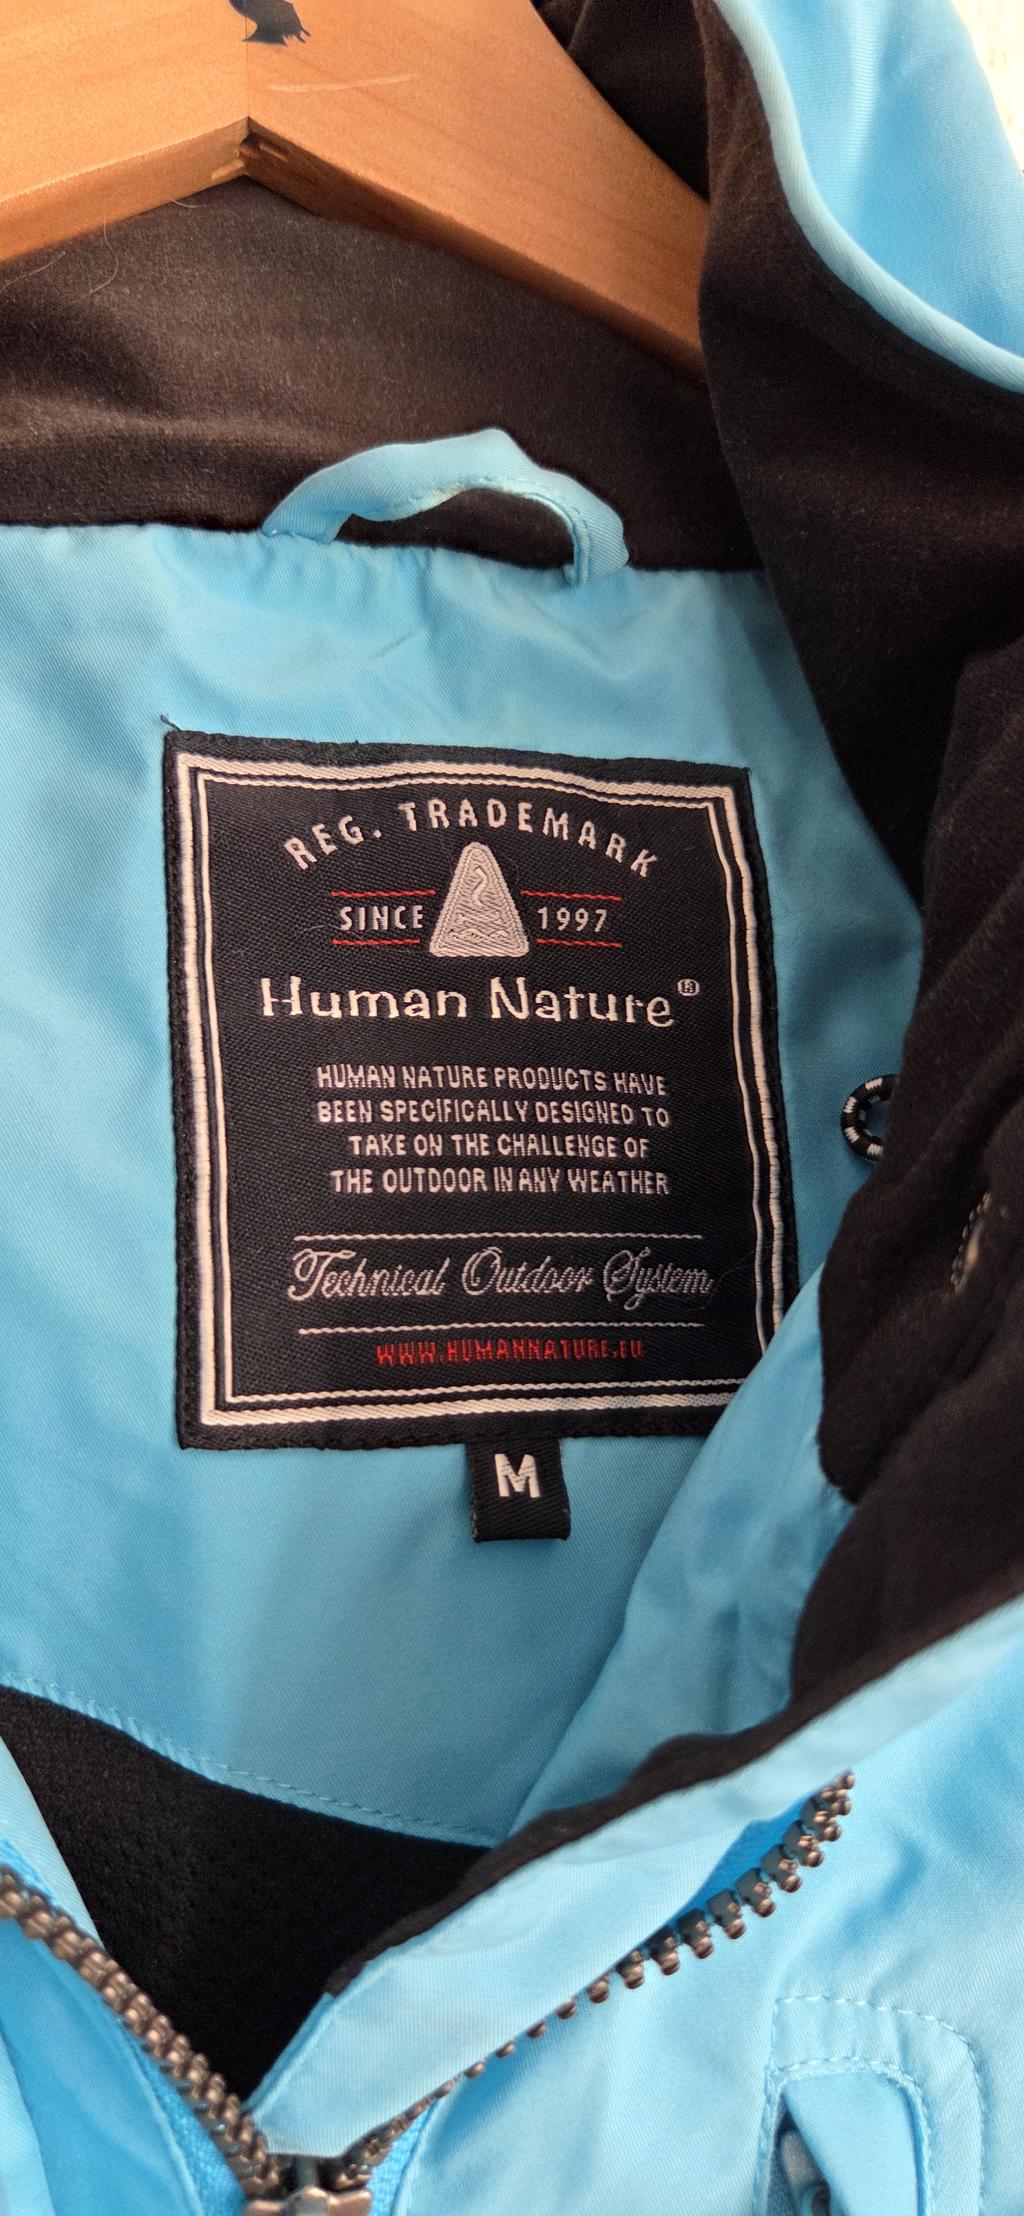 REG. TRADEMARK
SINCE 1997
Human Nature®
HUMAN NATURE PRODUCTS HAVE
BEEN SPECIFICALLY DESIGNED TO
TAKE ON THE CHALLENGE OF
THE OUTDOOR IN ANY WEATHER
Technical Outdoor System
WWW.HUMANNATURE.EU
M